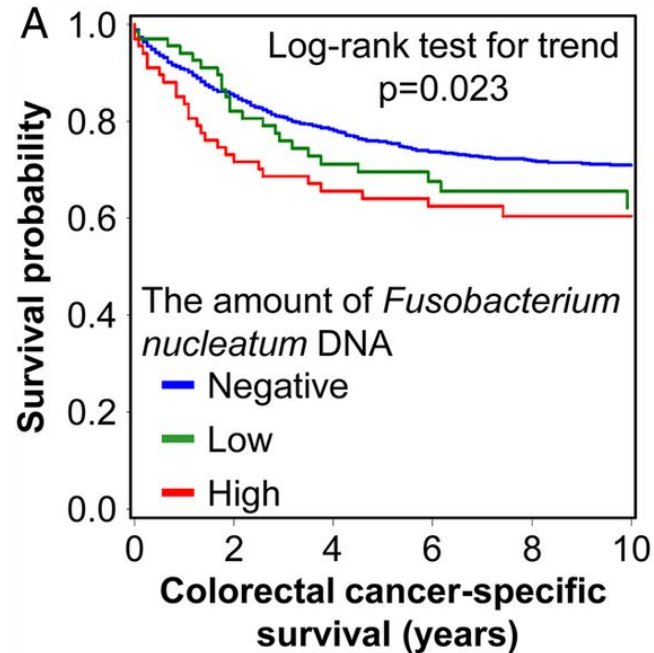 A
Log-rank test for trend
p=0.023
Survival probability
1.0
0.8
0.6
0.4
0.2
0.0
The amount of Fusobacterium
nucleatum DNA
Negative
Low
High
0 2 4 6 8 10
Colorectal cancer-specific
survival (years)